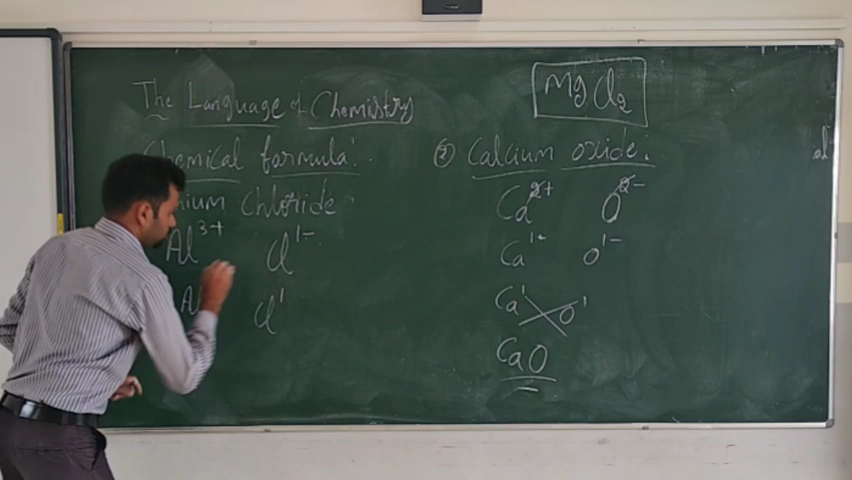 The Language of Chemistry
Chemical formula:
Chloride
Al³⁺ Cl¹⁻
Cl¹
MgCl₂
② Calcium oxide:
Ca²⁺ O²⁻
Ca¹⁺ O¹⁻
Ca¹ O¹
CaO